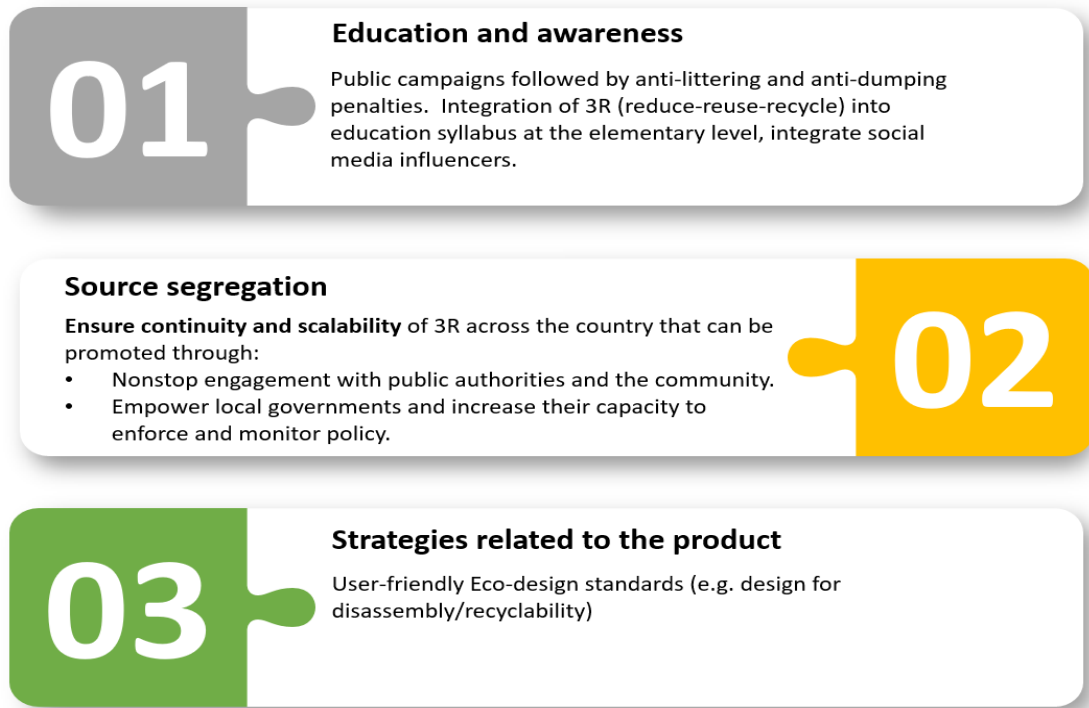 01
Education and awareness
Public campaigns followed by anti-littering and anti-dumping
penalties.  Integration of 3R (reduce-reuse-recycle) into
education syllabus at the elementary level, integrate social
media influencers.
Source segregation
Ensure continuity and scalability of 3R across the country that can be
promoted through:
• Nonstop engagement with public authorities and the community.
• Empower local governments and increase their capacity to
enforce and monitor policy.
02
03
Strategies related to the product
User-friendly Eco-design standards (e.g. design for
disassembly/recyclability)